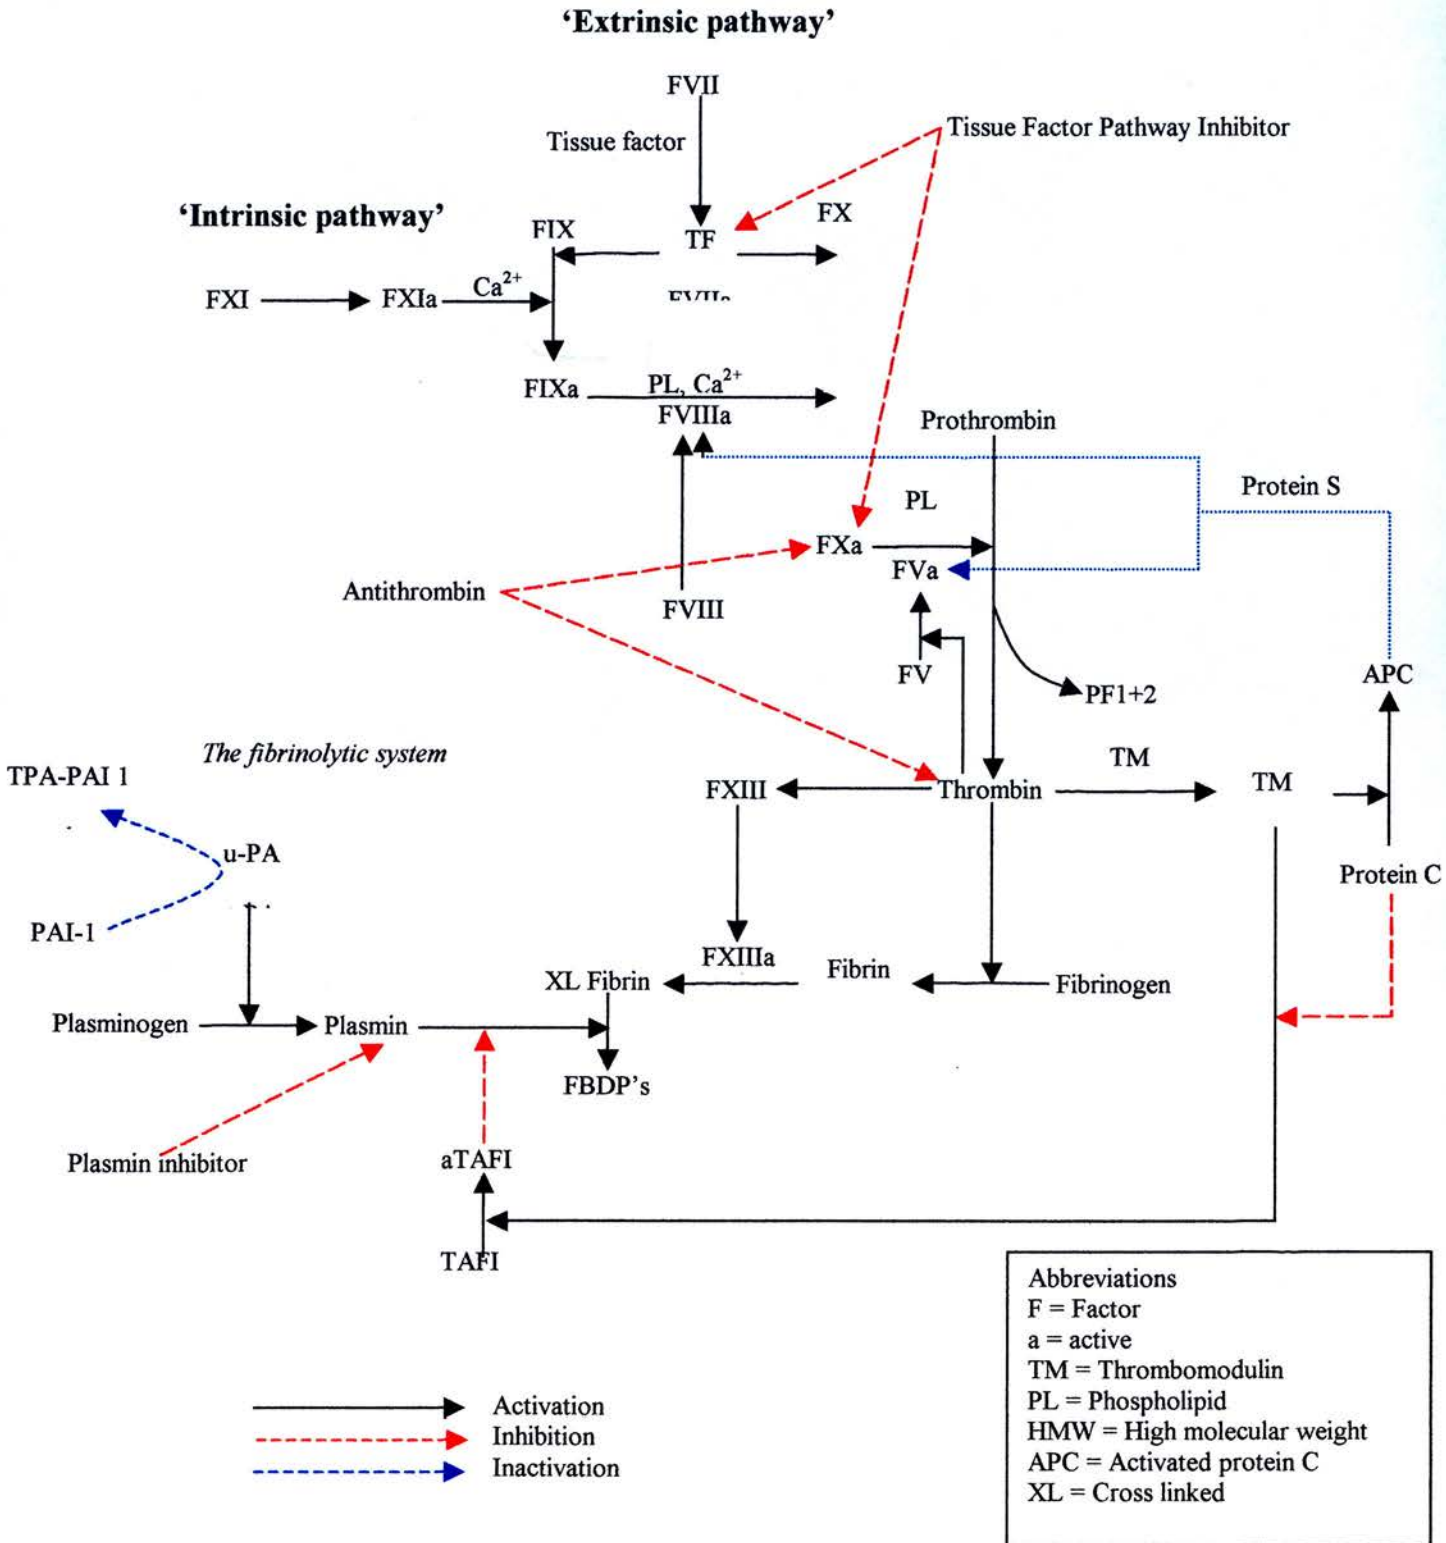 ‘Extrinsic pathway’
FVII
Tissue factor
Tissue Factor Pathway Inhibitor
‘Intrinsic pathway’
FIX
TF
FX
FXI
FXIa
Ca²⁺
FVIIa
FIXa
PL, Ca²⁺
FVIIIa
Prothrombin
Protein S
PL
FXa
FVa
Antithrombin
FVIII
FV
PF1+2
APC
The fibrinolytic system
TPA-PAI 1
FXIII
Thrombin
TM
TM
u-PA
Protein C
PAI-1
FXIIIa
Fibrin
XL Fibrin
Fibrinogen
Plasminogen
Plasmin
FBDP’s
Plasmin inhibitor
aTAFI
TAFI
Activation
Inhibition
Inactivation
Abbreviations
F = Factor
a = active
TM = Thrombomodulin
PL = Phospholipid
HMW = High molecular weight
APC = Activated protein C
XL = Cross linked